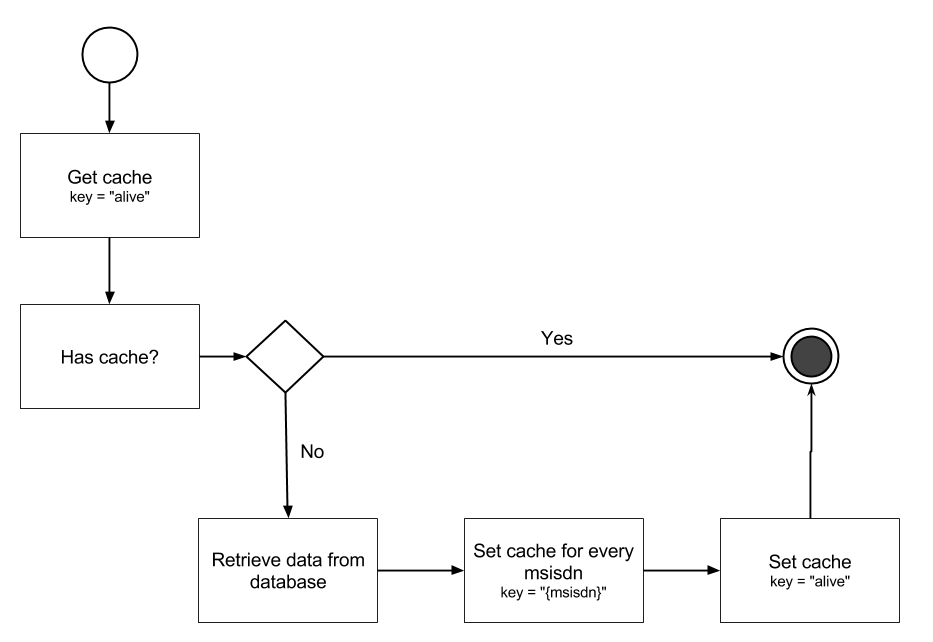 Get cache
key = "alive"
Has cache?
Yes
No
Retrieve data from
database
Set cache for every
msisdn
key = "{msisdn}"
Set cache
key = "alive"